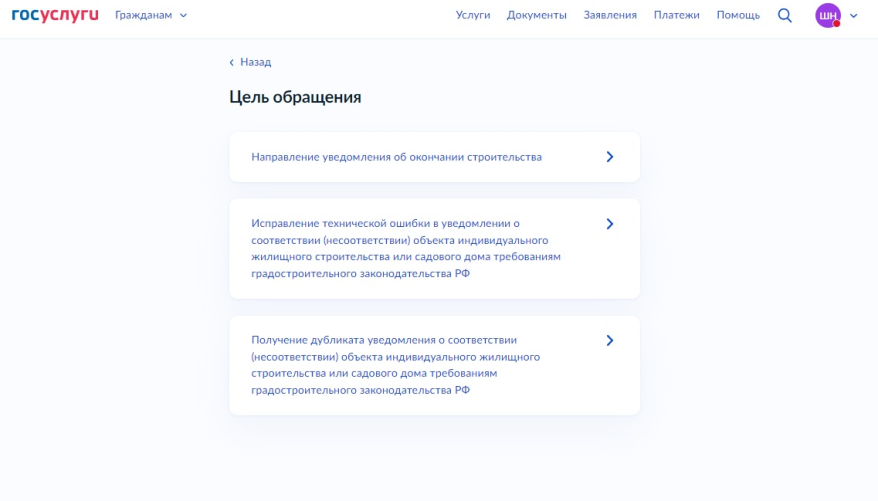 госуслуги Гражданам Услуги Документы Заявления Платежи Помощь ШН
Назад
Цель обращения
Направление уведомления об окончании строительства
Исправление технической ошибки в уведомлении о
соответствии (несоответствии) объекта индивидуального
жилищного строительства или садового дома требованиям
градостроительного законодательства РФ
Получение дубликата уведомления о соответствии
(несоответствии) объекта индивидуального жилищного
строительства или садового дома требованиям
градостроительного законодательства РФ